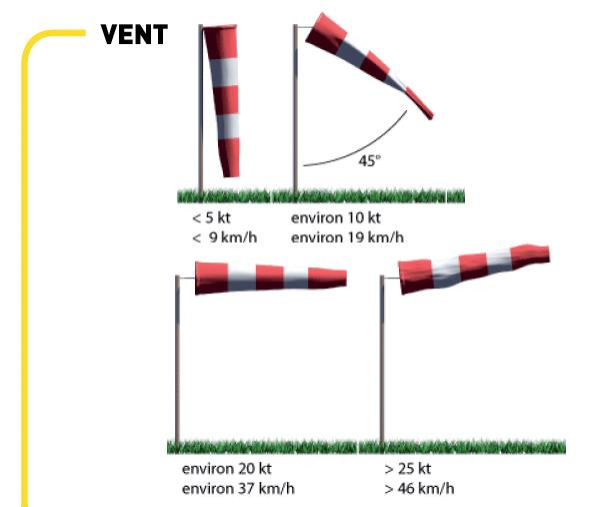 VENT
45°
< 5 kt
< 9 km/h
environ 10 kt
environ 19 km/h
environ 20 kt
environ 37 km/h
> 25 kt
> 46 km/h